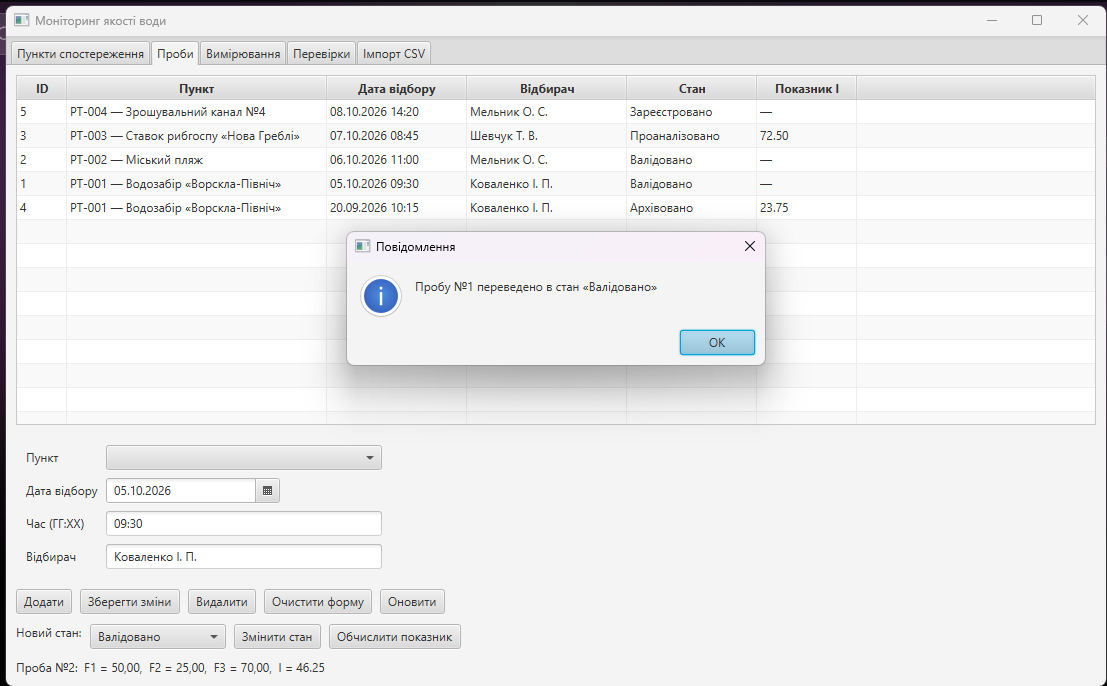 Моніторинг якості води
Пункти спостереження Проби Вимірювання Перевірки Імпорт CSV
ID Пункт Дата відбору Відбирач Стан Показник I
5 РТ-004 — Зрошувальний канал №4 08.10.2026 14:20 Мельник О. С. Зареєстровано —
3 РТ-003 — Ставок рибгоспу «Нова Греблі» 07.10.2026 08:45 Шевчук Т. В. Проаналізовано 72.50
2 РТ-002 — Міський пляж 06.10.2026 11:00 Мельник О. С. Валідовано —
1 РТ-001 — Водозабір «Ворскла-Північ» 05.10.2026 09:30 Коваленко І. П. Валідовано —
4 РТ-001 — Водозабір «Ворскла-Північ» 20.09.2026 10:15 Коваленко І. П. Архівовано 23.75
Повідомлення
Пробу №1 переведено в стан «Валідовано»
OK
Пункт
Дата відбору 05.10.2026
Час (ГГ:ХХ) 09:30
Відбирач Коваленко І. П.
Додати Зберегти зміни Видалити Очистити форму Оновити
Новий стан: Валідовано Змінити стан Обчислити показник
Проба №2: F1 = 50,00, F2 = 25,00, F3 = 70,00, I = 46.25